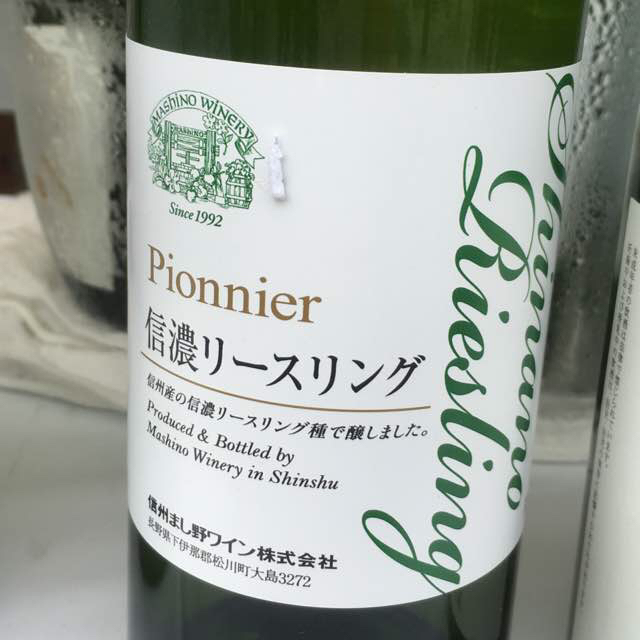 MASHINO WINERY
MASHINO
Since 1992
Pionnier
信濃リースリング
信州産の信濃リースリング種で醸しました。
Produced & Bottled by
Mashino Winery in Shinshu
信州まし野ワイン株式会社
長野県下伊那郡松川町大島3272
Shinano
Riesling